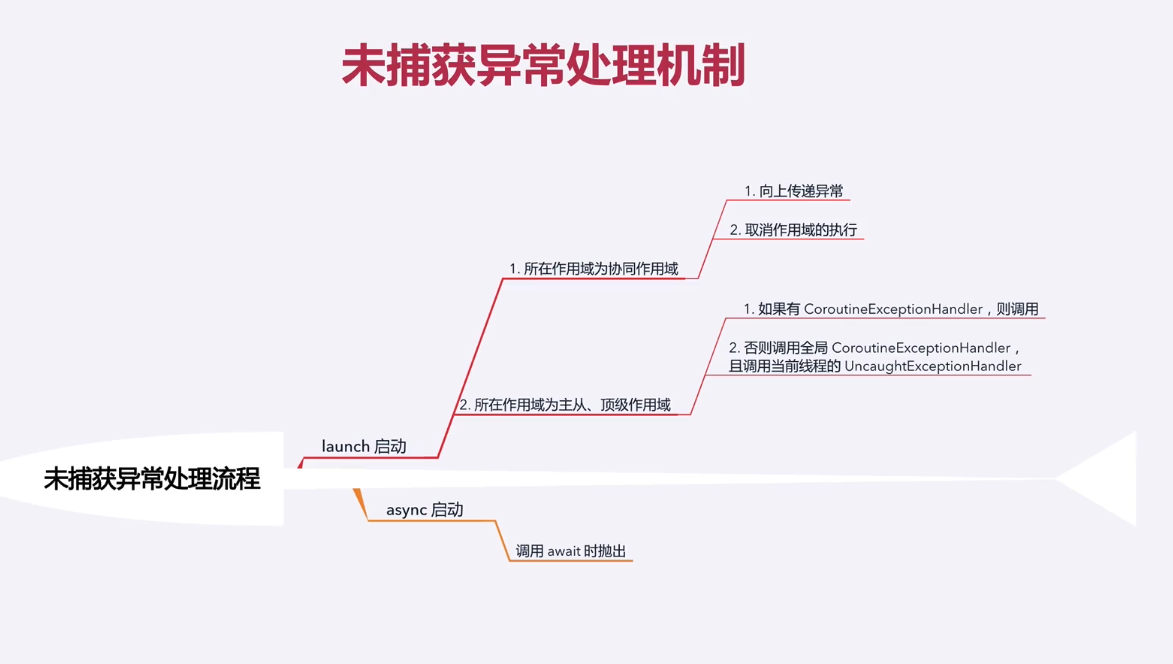 未捕获异常处理机制
1. 向上传递异常
2. 取消作用域的执行
1. 所在作用域为协同作用域
1. 如果有 CoroutineExceptionHandler，则调用
2. 否则调用全局 CoroutineExceptionHandler，
且调用当前线程的 UncaughtExceptionHandler
2. 所在作用域为主从、顶级作用域
launch 启动
未捕获异常处理流程
async 启动
调用 await 时抛出